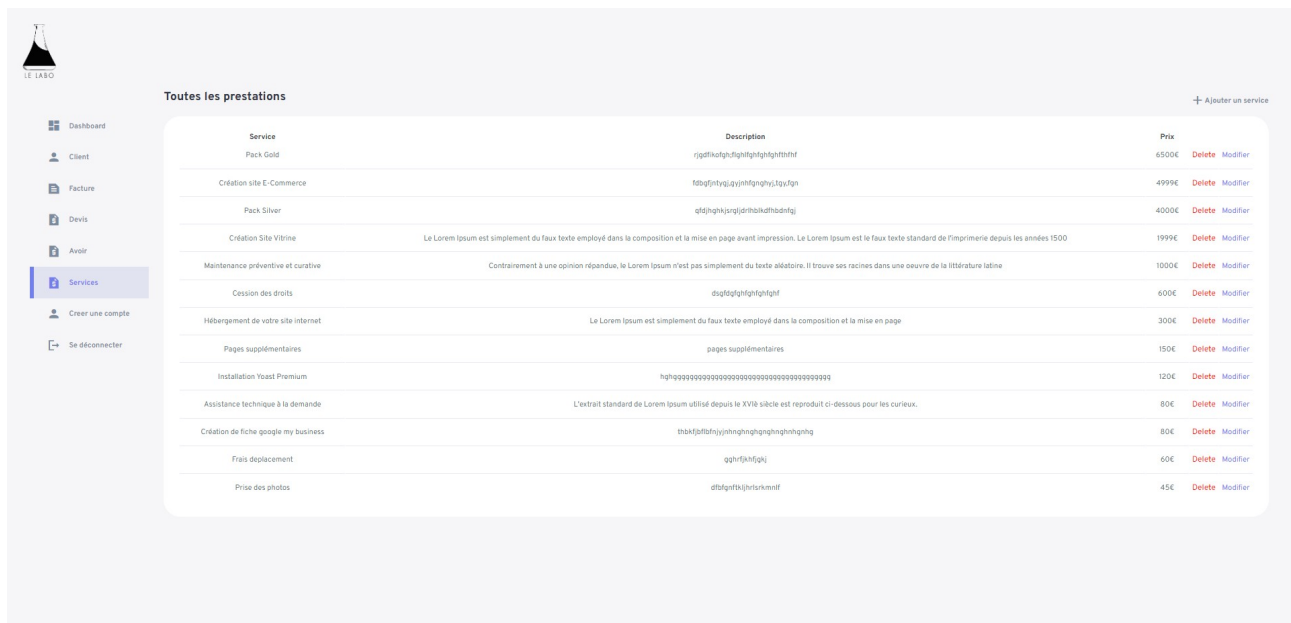 LE LABO
Toutes les prestations
+ Ajouter un service
Dashboard
Client
Facture
Devis
Avoir
Services
Creer une compte
Se déconnecter
Service Description Prix
Pack Gold 6500€ Delete Modifier
Création site E-Commerce 4999€ Delete Modifier
Pack Silver 4000€ Delete Modifier
Création Site Vitrine Le Lorem Ipsum est simplement du faux texte employé dans la composition et la mise en page avant impression. Le Lorem Ipsum est le faux texte standard de l'imprimerie depuis les années 1500 1999€ Delete Modifier
Maintenance préventive et curative Contrairement à une opinion répandue, le Lorem Ipsum n'est pas simplement du texte aléatoire. Il trouve ses racines dans une oeuvre de la littérature latine 1000€ Delete Modifier
Cession des droits 600€ Delete Modifier
Hébergement de votre site internet Le Lorem Ipsum est simplement du faux texte employé dans la composition et la mise en page 300€ Delete Modifier
Pages supplémentaires pages supplémentaires 150€ Delete Modifier
Installation Yoast Premium 120€ Delete Modifier
Assistance technique à la demande L'extrait standard de Lorem Ipsum utilisé depuis le XVIè siècle est reproduit ci-dessous pour les curieux. 80€ Delete Modifier
Création de fiche google my business 80€ Delete Modifier
Frais deplacement gghrfjkhfjgkj 60€ Delete Modifier
Prise des photos 45€ Delete Modifier